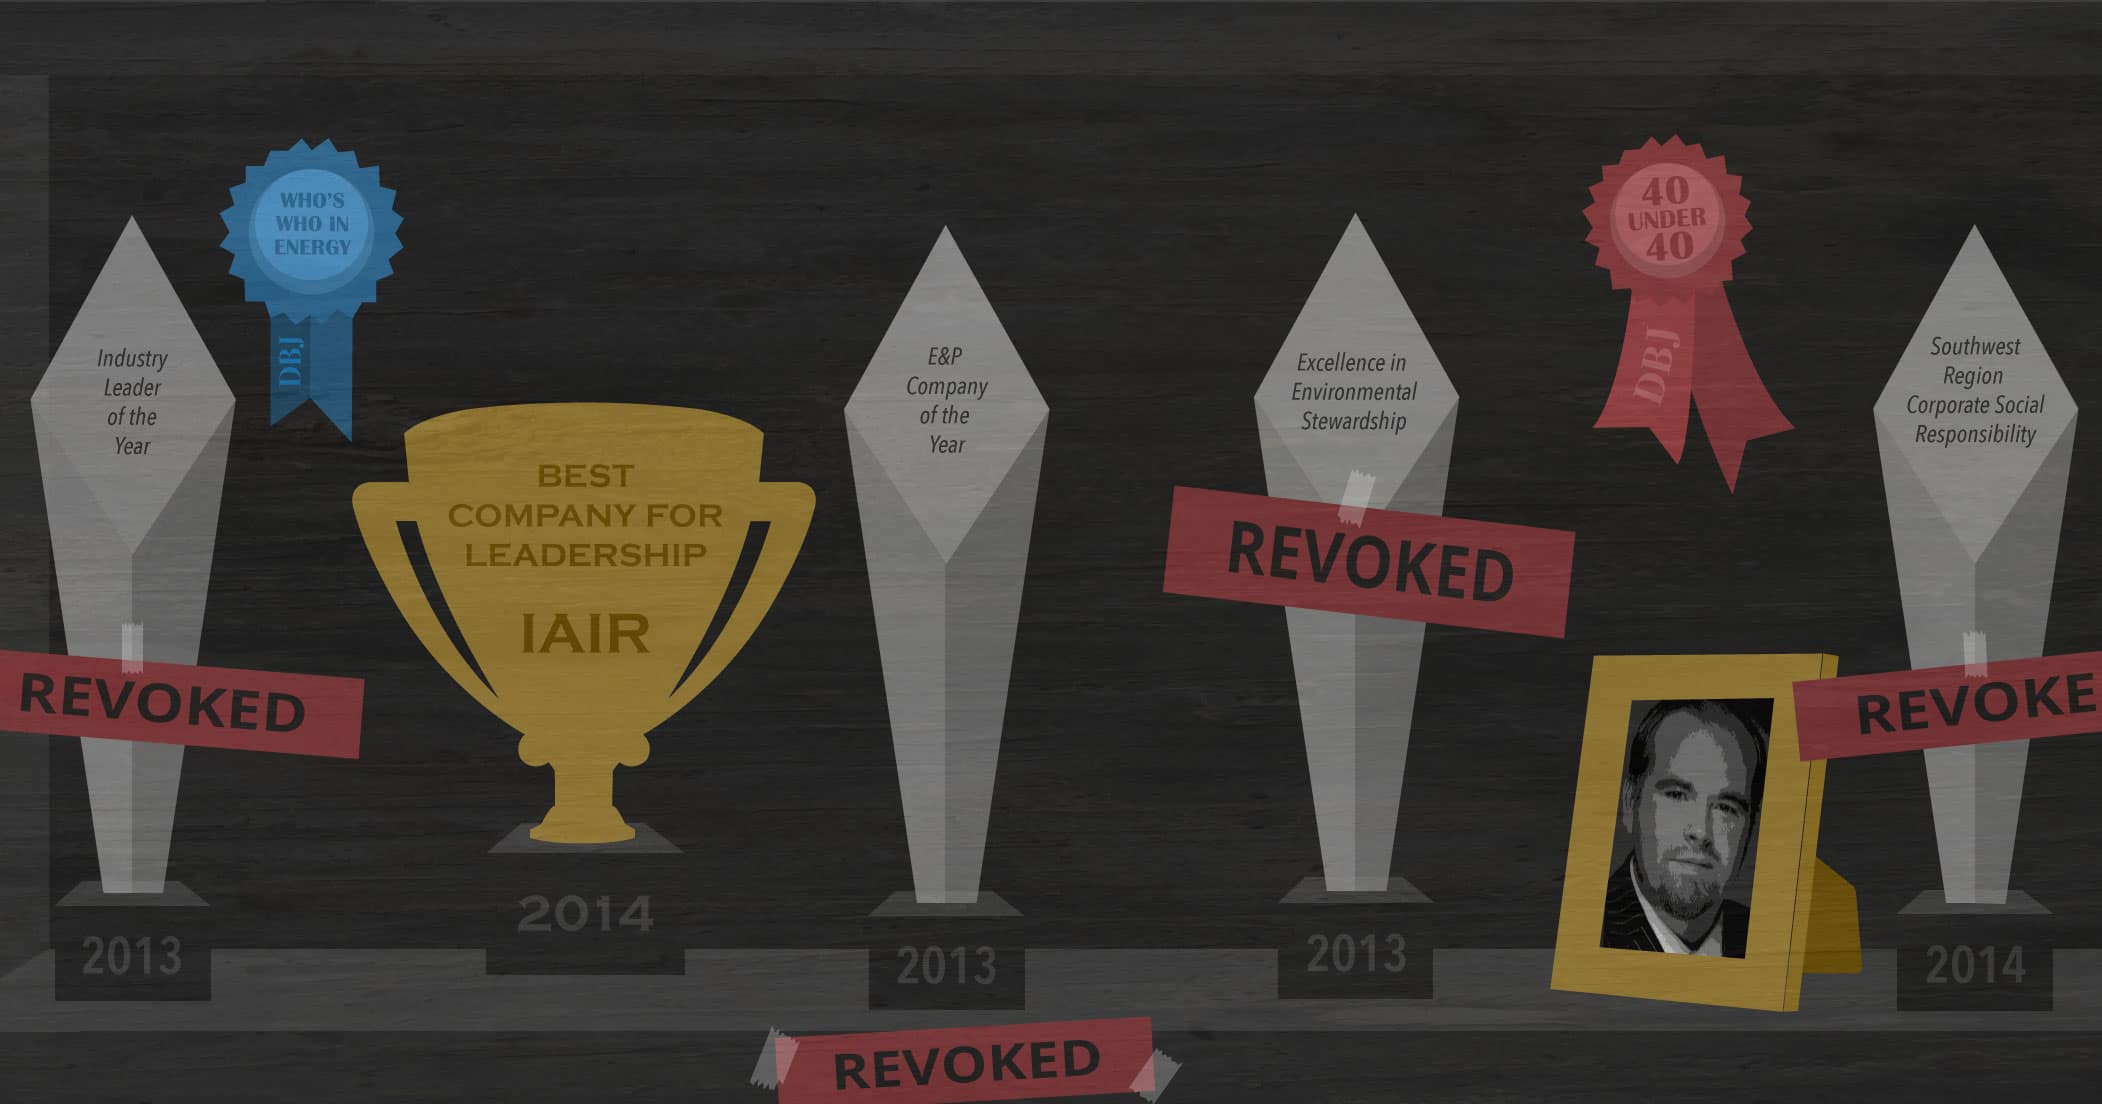 Industry
Leader
of the
Year
REVOKED
2013
WHO'S
WHO IN
ENERGY
DBJ
BEST
COMPANY FOR
LEADERSHIP
IAIR
2014
E&P
Company
of the
Year
2013
REVOKED
Excellence in
Environmental
Stewardship
REVOKED
2013
40
UNDER
40
DBJ
Southwest
Region
Corporate Social
Responsibility
REVOKE
2014